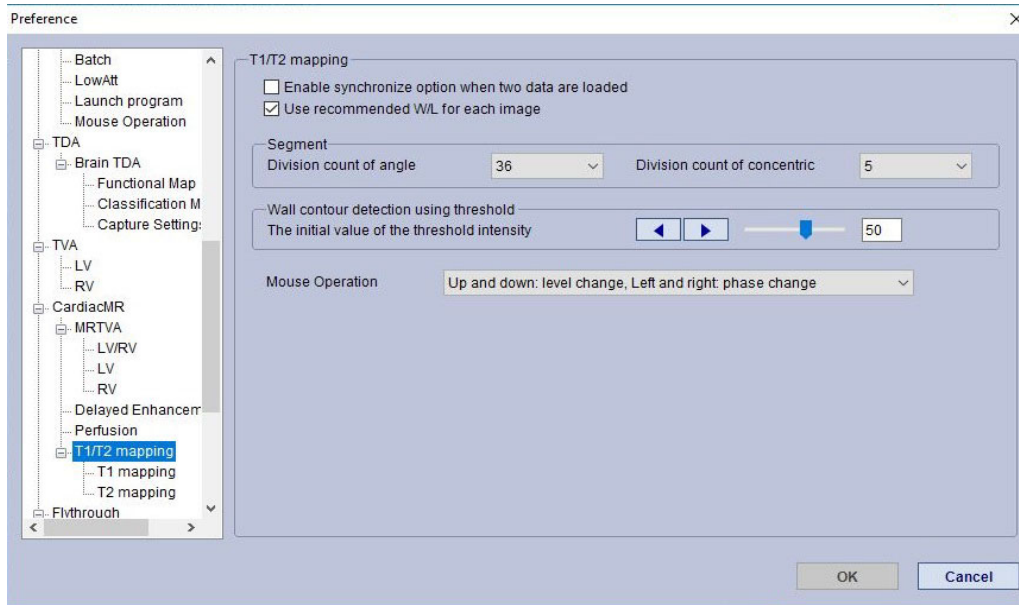 Preference
Batch
LowAtt
Launch program
Mouse Operation
TDA
Brain TDA
Functional Map
Classification M
Capture Setting
TVA
LV
RV
CardiacMR
MRTVA
LV/RV
LV
RV
Delayed Enhancem
Perfusion
T1/T2 mapping
T1 mapping
T2 mapping
Flythrough
T1/T2 mapping
Enable synchronize option when two data are loaded
Use recommended W/L for each image
Segment
Division count of angle 36 Division count of concentric 5
Wall contour detection using threshold
The initial value of the threshold intensity 50
Mouse Operation Up and down: level change, Left and right: phase change
OK Cancel